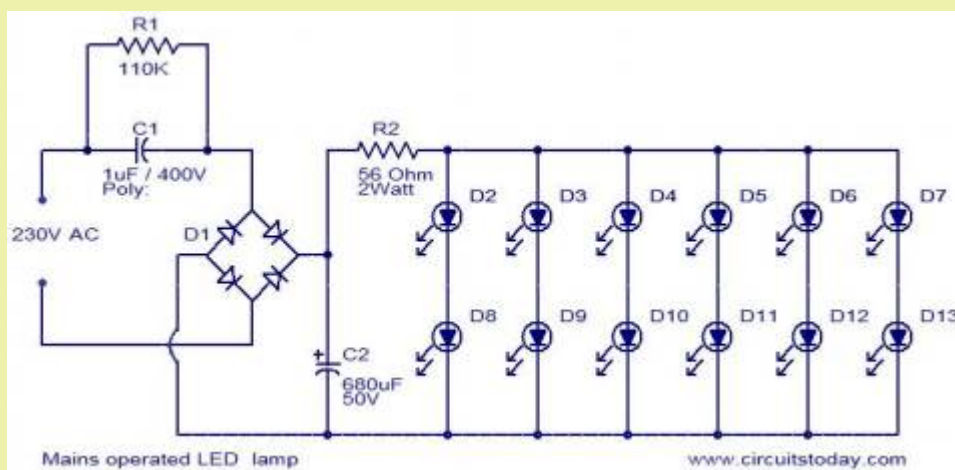 R1
110K
C1
1uF / 400V
Poly:
230V AC
D1
R2
56 Ohm
2Watt
D2 D3 D4 D5 D6 D7
D8 D9 D10 D11 D12 D13
+
C2
680uF
50V
Mains operated LED lamp
www.circuitstoday.com